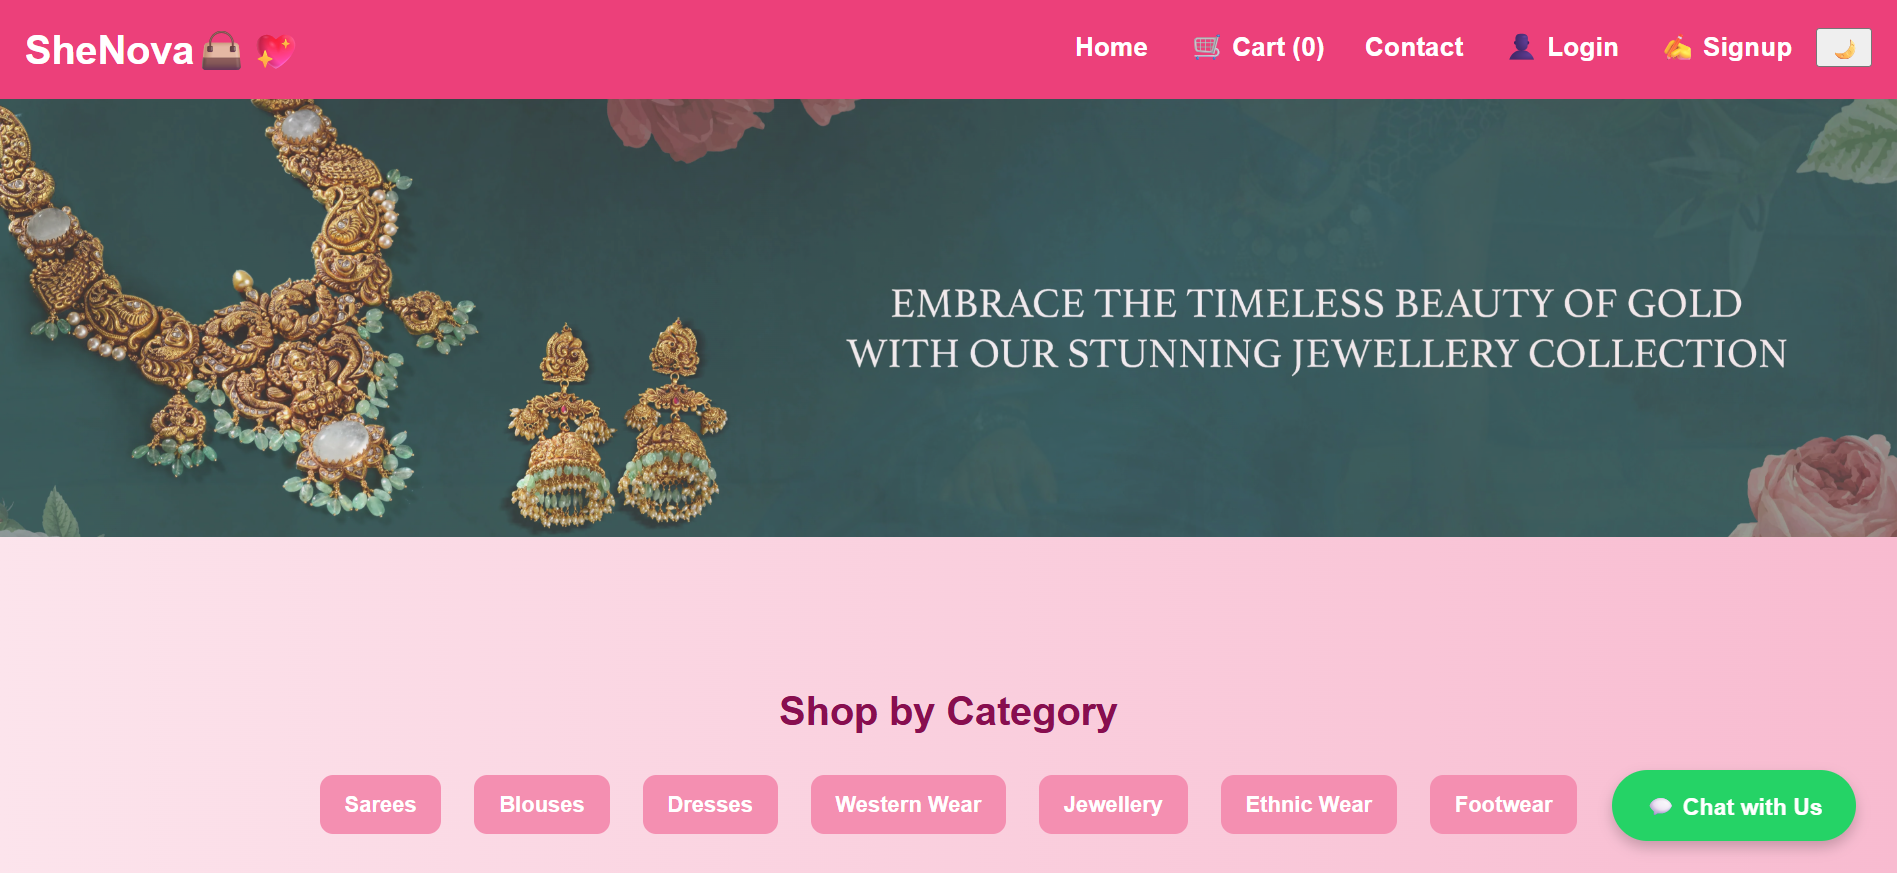 SheNova
Home Cart (0) Contact Login Signup
EMBRACE THE TIMELESS BEAUTY OF GOLD
WITH OUR STUNNING JEWELLERY COLLECTION
Shop by Category
Sarees Blouses Dresses Western Wear Jewellery Ethnic Wear Footwear
Chat with Us